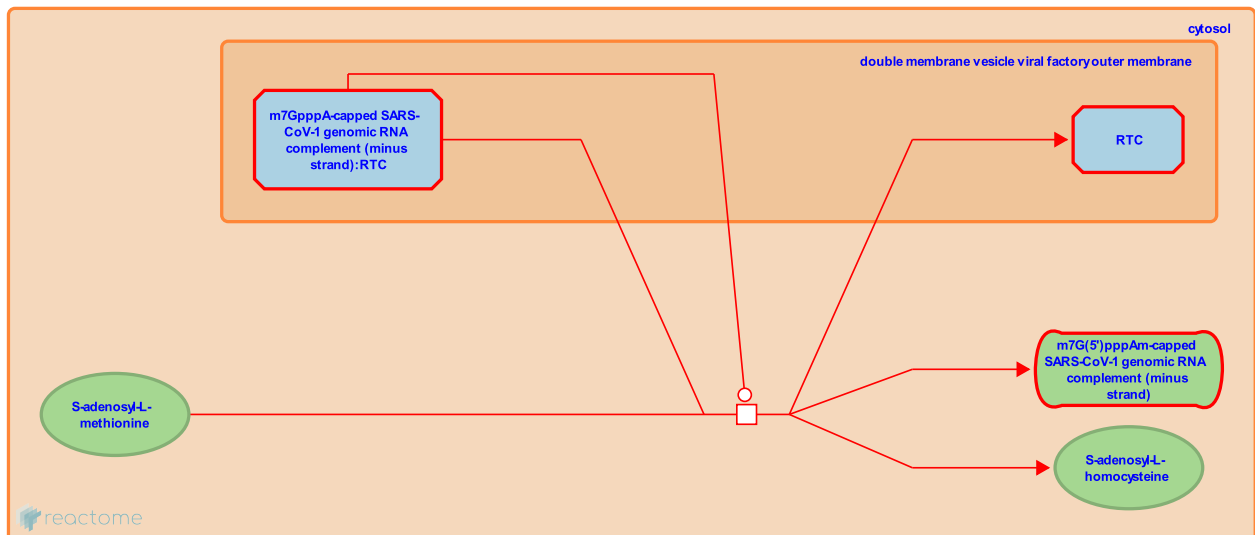 cytosol
double membrane vesicle viral factory outer membrane
m7GpppA-capped SARS-
CoV-1 genomic RNA
complement (minus
strand):RTC
RTC
m7G(5')pppAm-capped
SARS-CoV-1 genomic RNA
complement (minus
strand)
S-adenosyl-L-
methionine
S-adenosyl-L-
homocysteine
reactome